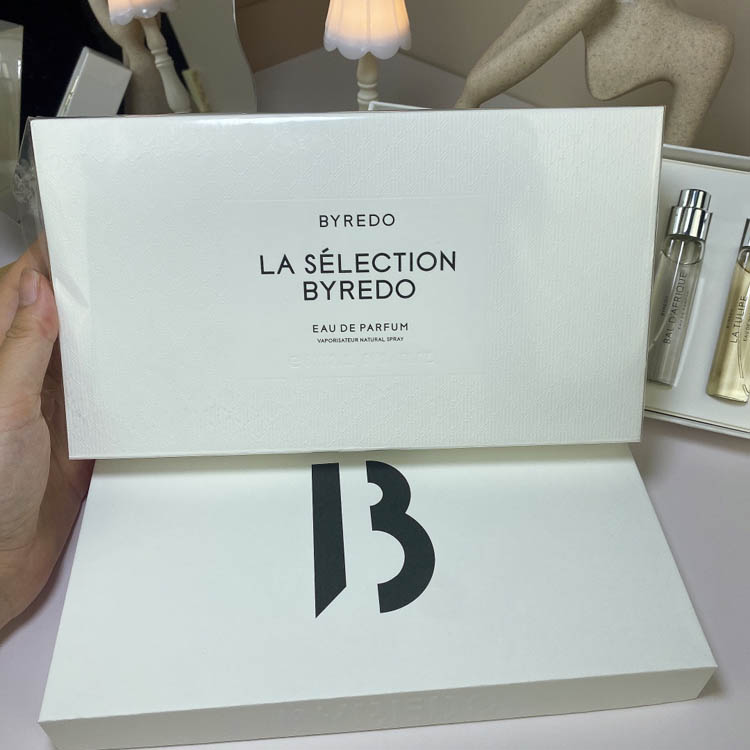 BYREDO
LA SÉLECTION
BYREDO
EAU DE PARFUM
VAPORISATEUR NATURAL SPRAY
B
BAL D'AFRIQUE
LA TULIPE